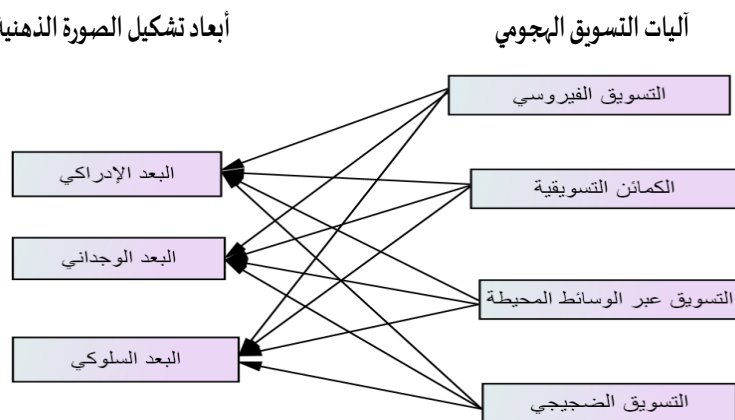 آليات التسويق الهجومي
أبعاد تشكيل الصورة الذهنية
التسويق الفيروسي
الكمائن التسويقية
التسويق عبر الوسائط المحيطة
التسويق الضجيجي
البعد الإدراكي
البعد الوجداني
البعد السلوكي